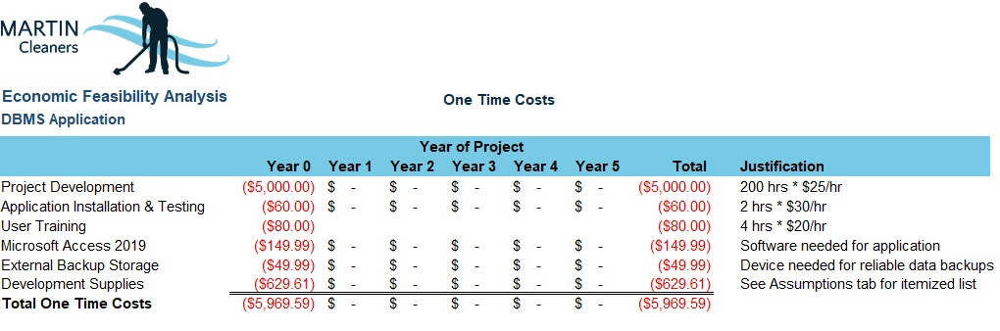 MARTIN
Cleaners
Economic Feasibility Analysis
One Time Costs
DBMS Application
Year of Project
Year 0 Year 1 Year 2 Year 3 Year 4 Year 5 Total Justification
Project Development ($5,000.00) $ - $ - $ - $ - $ - ($5,000.00) 200 hrs * $25/hr
Application Installation & Testing ($60.00) $ - $ - $ - $ - $ - ($60.00) 2 hrs * $30/hr
User Training ($80.00) ($80.00) 4 hrs * $20/hr
Microsoft Access 2019 ($149.99) $ - $ - $ - $ - $ - ($149.99) Software needed for application
External Backup Storage ($49.99) $ - $ - $ - $ - $ - ($49.99) Device needed for reliable data backups
Development Supplies ($629.61) $ - $ - $ - $ - $ - ($629.61) See Assumptions tab for itemized list
Total One Time Costs ($5,969.59) $ - $ - $ - $ - $ - ($5,969.59)